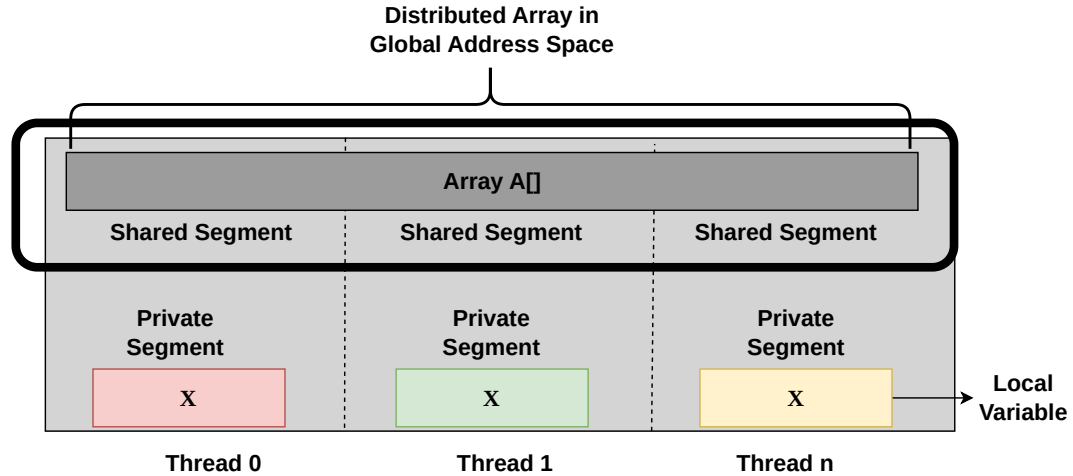 Distributed Array in
Global Address Space
Array A[]
Shared Segment
Shared Segment
Shared Segment
Private
Segment
Private
Segment
Private
Segment
X
X
X
Local
Variable
Thread 0
Thread 1
Thread n